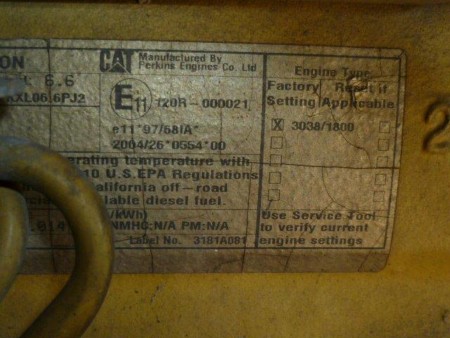 ON
CAT Manufactured By
Perkins Engines Co. Ltd
6.6
XL06.6PJ2
E11 120R - 000021
e11*97/68IA*
2004/26*0554*00
erating temperature with
10 U.S.EPA Regulations
California off - road
lable diesel fuel.
/kWh)
NMHC:N/A PM:N/A
Label No. 3181A081
Engine Type
Factory Reset if
Setting Applicable
X 3038/1800
Use Service Tool
to verify current
engine settings
2